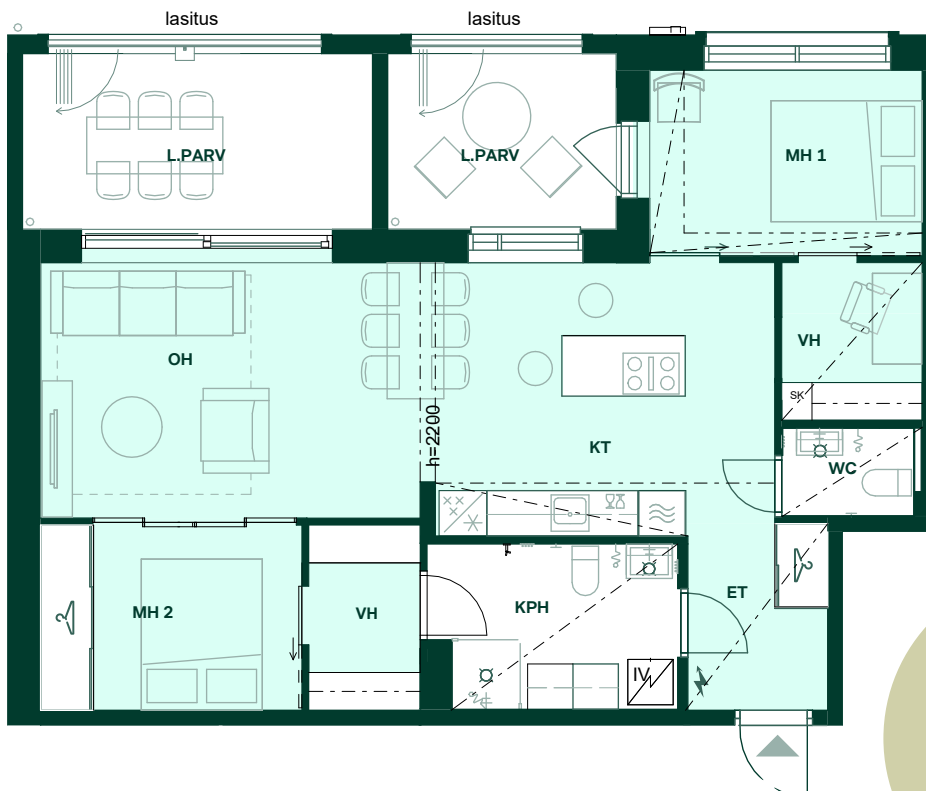 lasitus
lasitus
L.PARV
L.PARV
MH 1
OH
VH
SK
h=2200
KT
WC
MH 2
VH
KPH
ET
IV